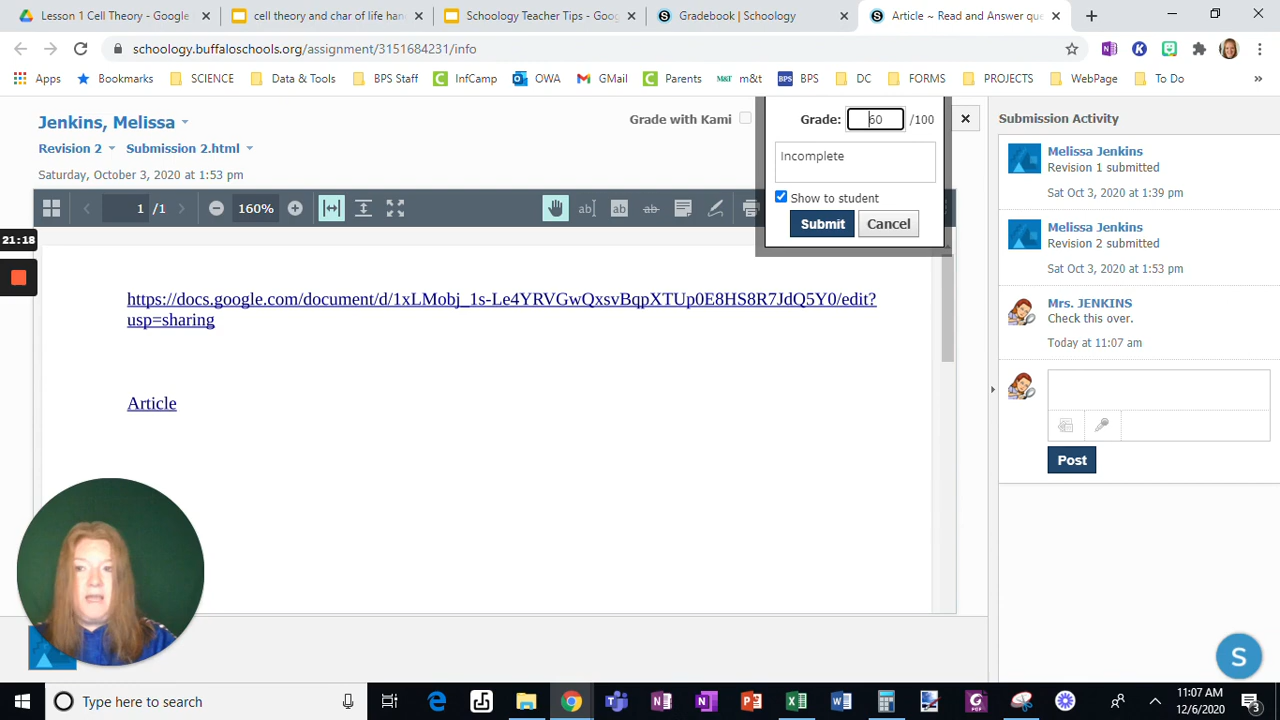 Lesson 1 Cell Theory - Google
cell theory and char of life han
Schoology Teacher Tips - Goog
Gradebook | Schoology
Article ~ Read and Answer que
schoology.buffaloschools.org/assignment/3151684231/info
Apps
Bookmarks
SCIENCE
Data & Tools
BPS Staff
InfCamp
OWA
GMail
Parents
m&t
BPS
DC
FORMS
PROJECTS
WebPage
To Do
Jenkins, Melissa
Revision 2 Submission 2.html
Saturday, October 3, 2020 at 1:53 pm
Grade with Kami
Grade: 60 /100
Incomplete
Show to student
Submit Cancel
1 /1
160%
21:18
https://docs.google.com/document/d/1xLMobj_1s-Le4YRVGwQxsvBqpXTUp0E8HS8R7JdQ5Y0/edit?
usp=sharing
Article
Submission Activity
Melissa Jenkins
Revision 1 submitted
Sat Oct 3, 2020 at 1:39 pm
Melissa Jenkins
Revision 2 submitted
Sat Oct 3, 2020 at 1:53 pm
Mrs. JENKINS
Check this over.
Today at 11:07 am
Post
S
Type here to search
11:07 AM
12/6/2020
3